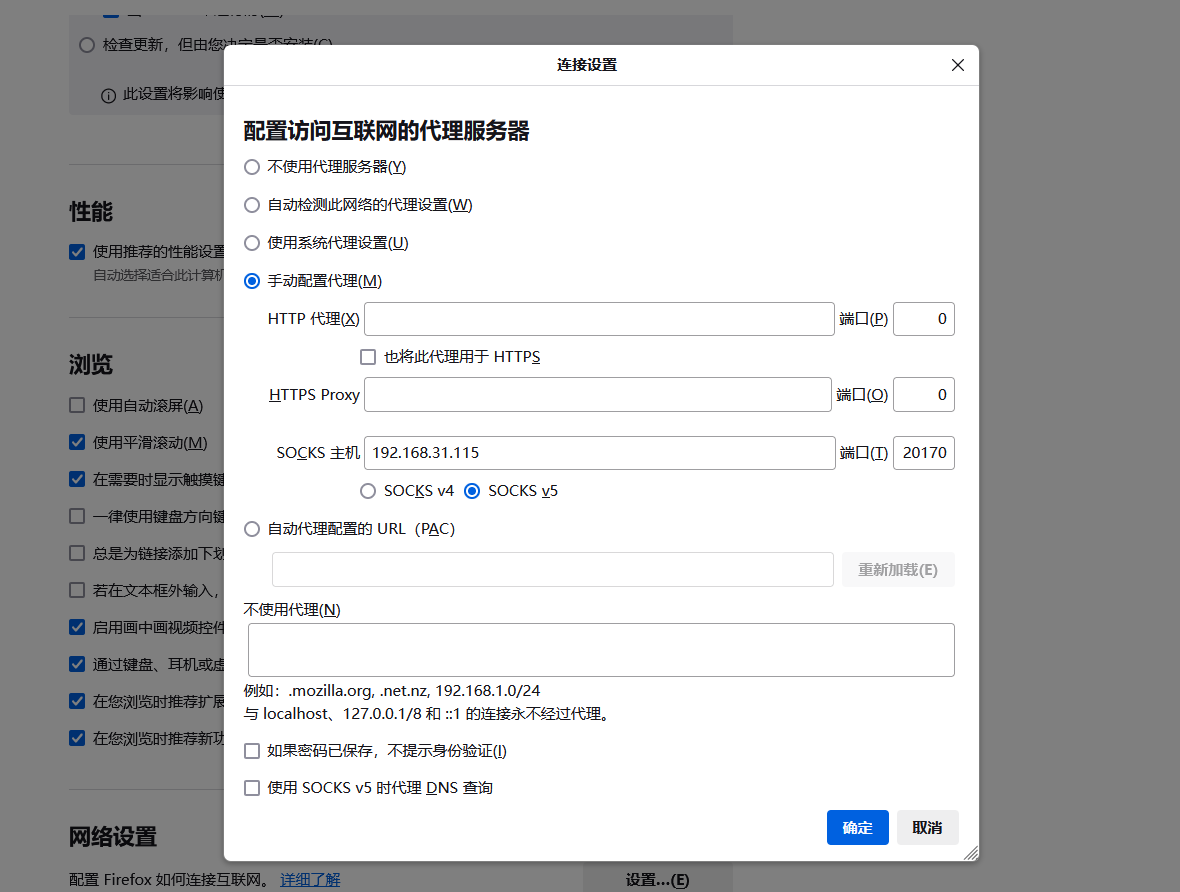 检查更新，但由您决定是否安装(C)
此设置将影响使
性能
使用推荐的性能设置
自动选择适合此计算机
浏览
使用自动滚屏(A)
使用平滑滚动(M)
在需要时显示触摸键
一律使用键盘方向键
总是为链接添加下划
若在文本框外输入，
启用画中画视频控件
通过键盘、耳机或虚
在您浏览时推荐扩展
在您浏览时推荐新功
网络设置
配置 Firefox 如何连接互联网。 详细了解
设置...(E)
连接设置
配置访问互联网的代理服务器
不使用代理服务器(Y)
自动检测此网络的代理设置(W)
使用系统代理设置(U)
手动配置代理(M)
HTTP 代理(X) 端口(P) 0
也将此代理用于 HTTPS
HTTPS Proxy 端口(O) 0
SOCKS 主机 192.168.31.115 端口(T) 20170
SOCKS v4 SOCKS v5
自动代理配置的 URL（PAC）
重新加载(E)
不使用代理(N)
例如：.mozilla.org, .net.nz, 192.168.1.0/24
与 localhost、127.0.0.1/8 和 ::1 的连接永不经过代理。
如果密码已保存，不提示身份验证(I)
使用 SOCKS v5 时代理 DNS 查询
确定 取消